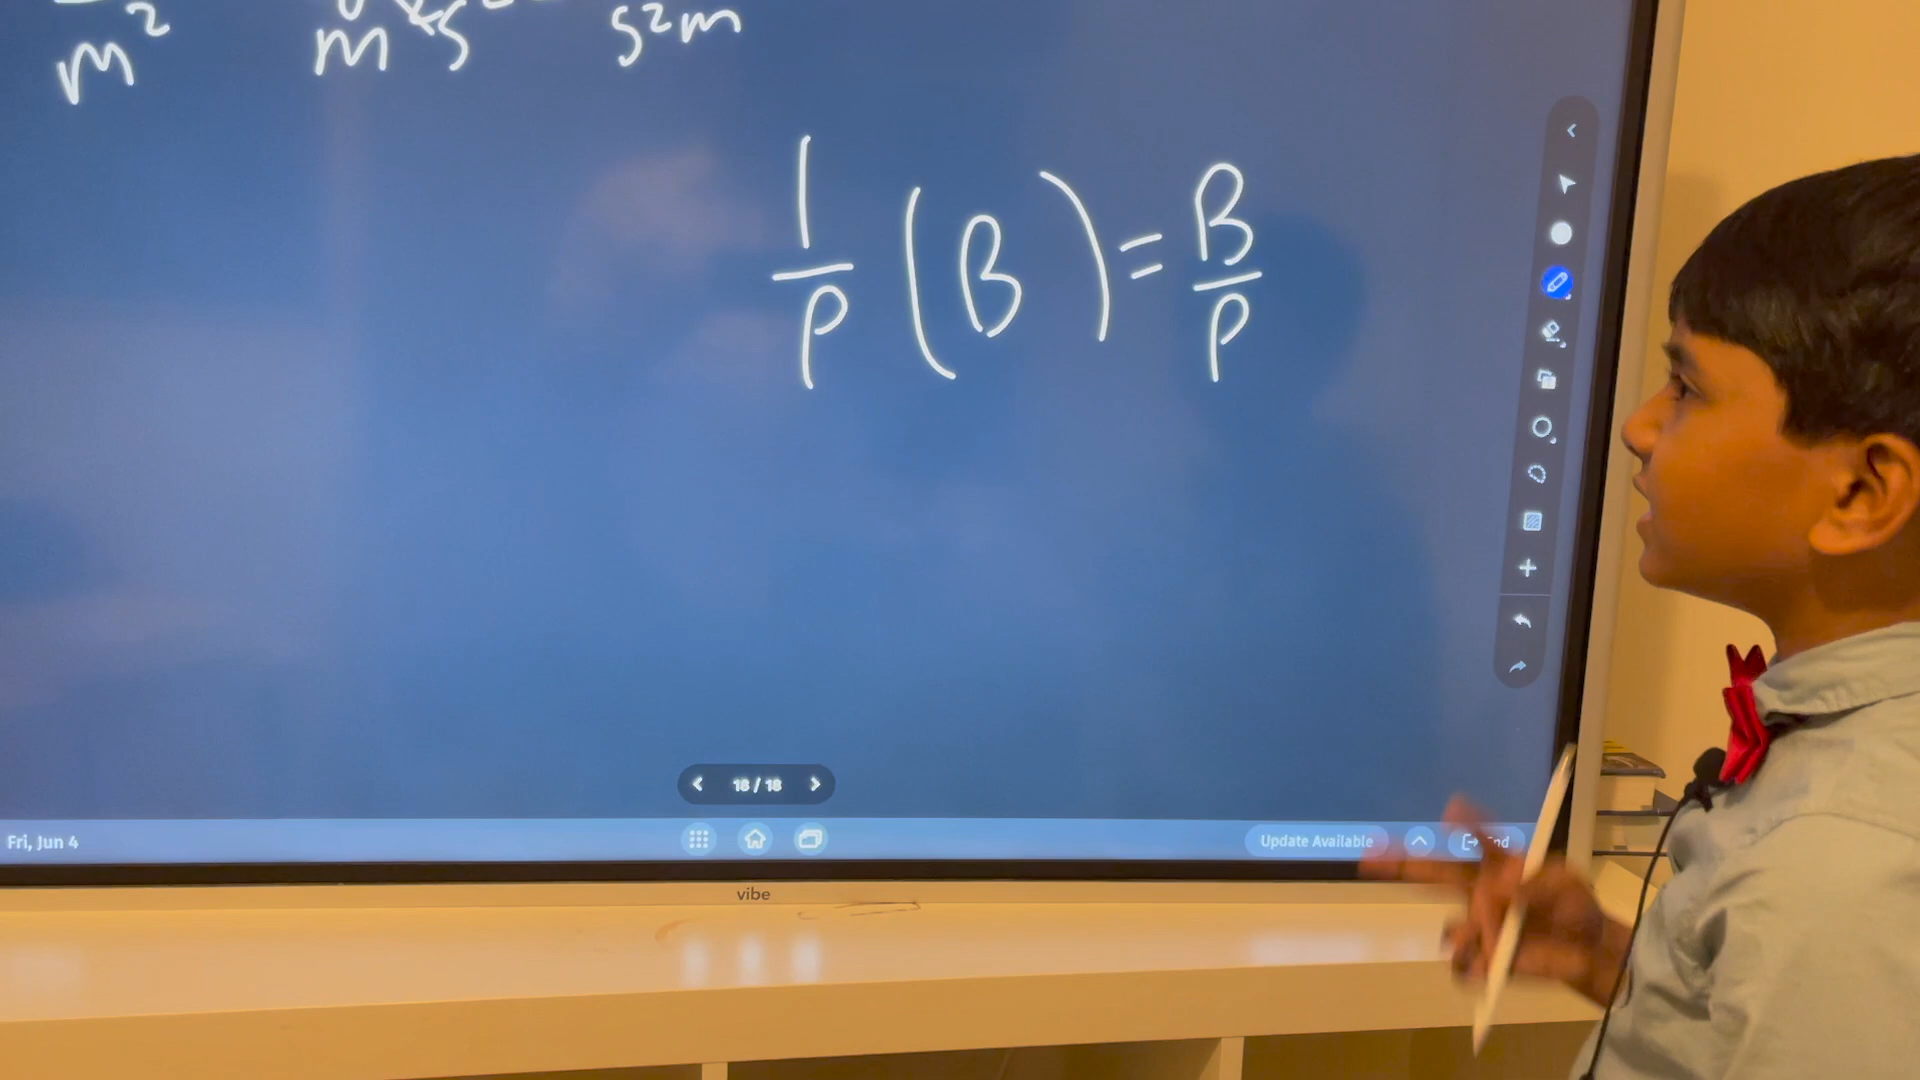 m² m s s²m
1/P (B) = B/P
18 / 18
Fri, Jun 4
Update Available
vibe